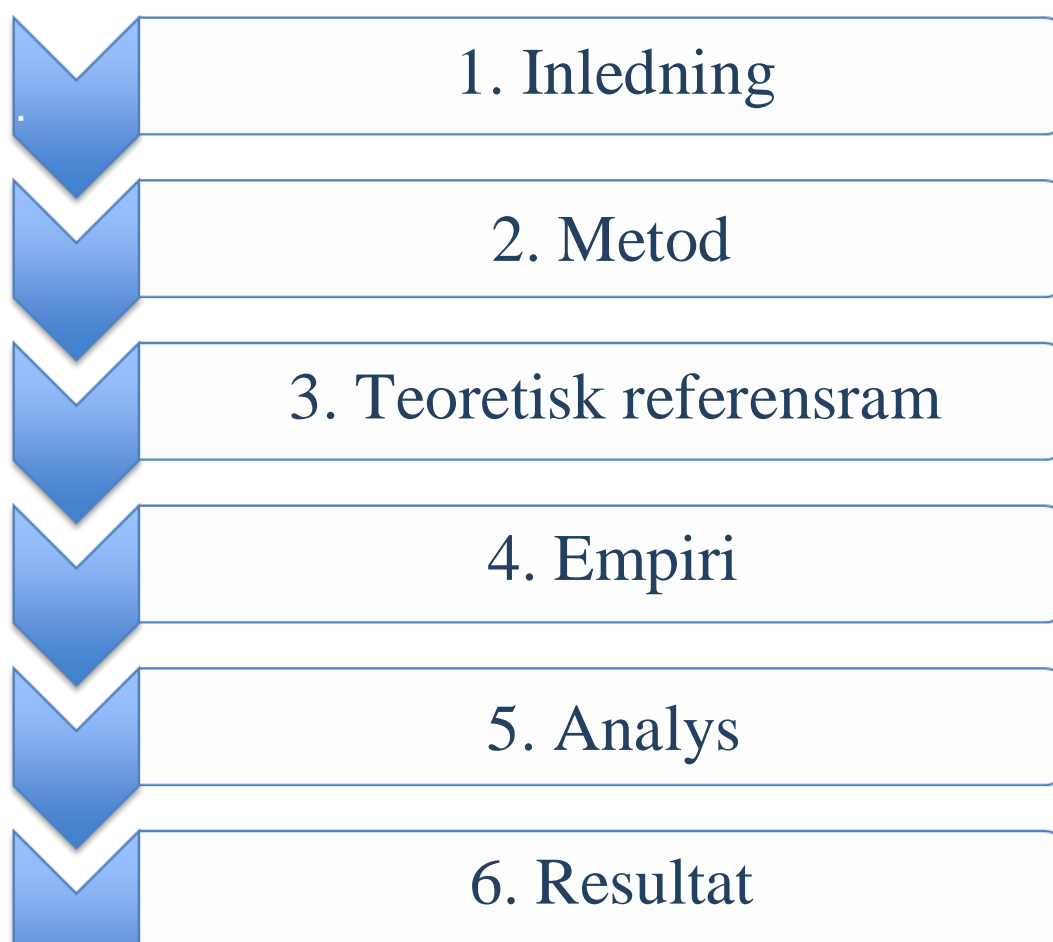 1. Inledning
.
2. Metod
3. Teoretisk referensram
4. Empiri
5. Analys
6. Resultat